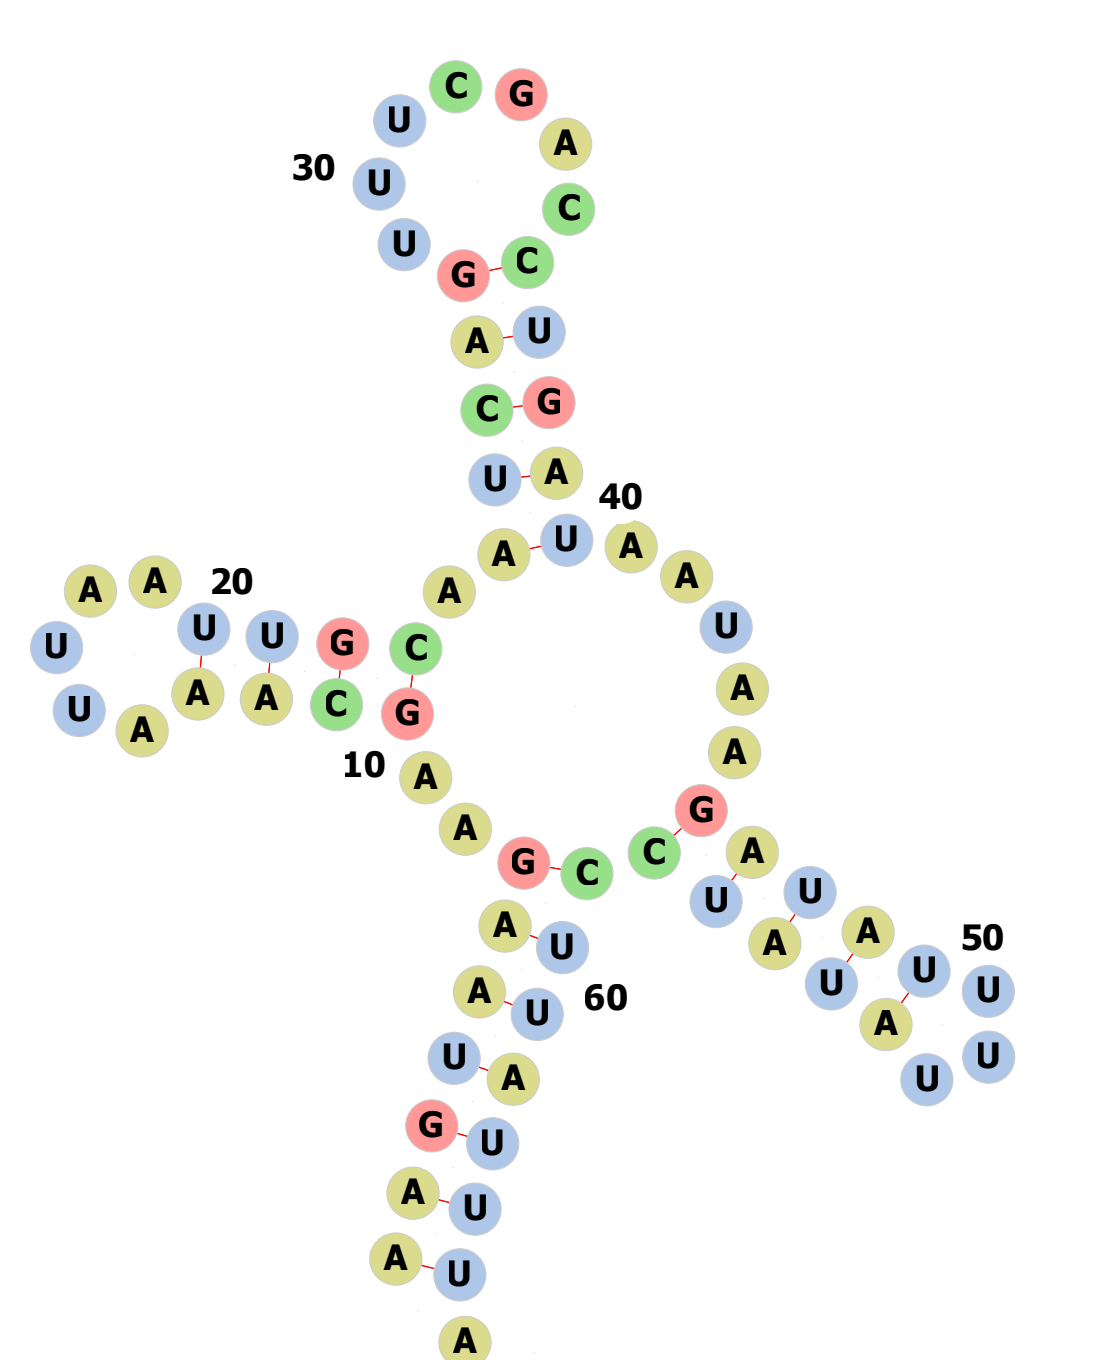 C G
U A
30 U C
U G C
A U
C G
U A
40
A U A A
A A 20 A U
U U U G C A
U A A A C G A
10 A G C C G A
A U U A U A
A U 60 A U U 50 U
U A A U
G U U
A U
A U
A